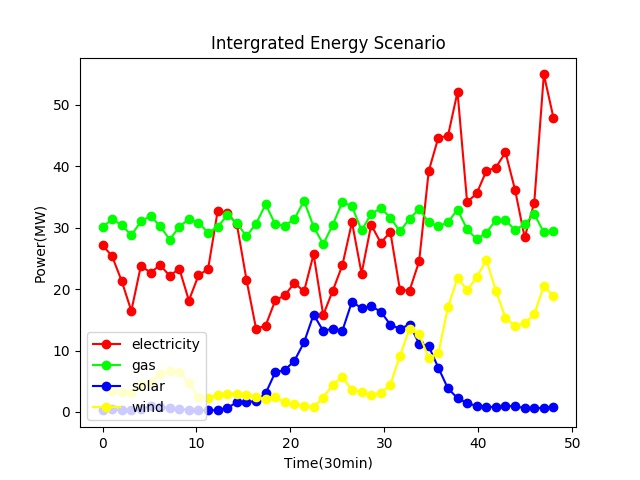 Intergrated Energy Scenario
Power(MW)
50
40
30
20
10
0
electricity
gas
solar
wind
0 10 20 30 40 50
Time(30min)